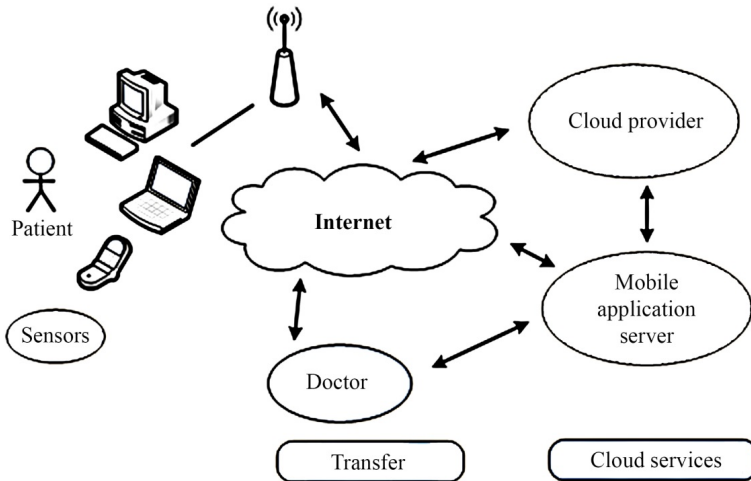 Cloud provider
Patient
Internet
Mobile
application
server
Sensors
Doctor
Transfer
Cloud services